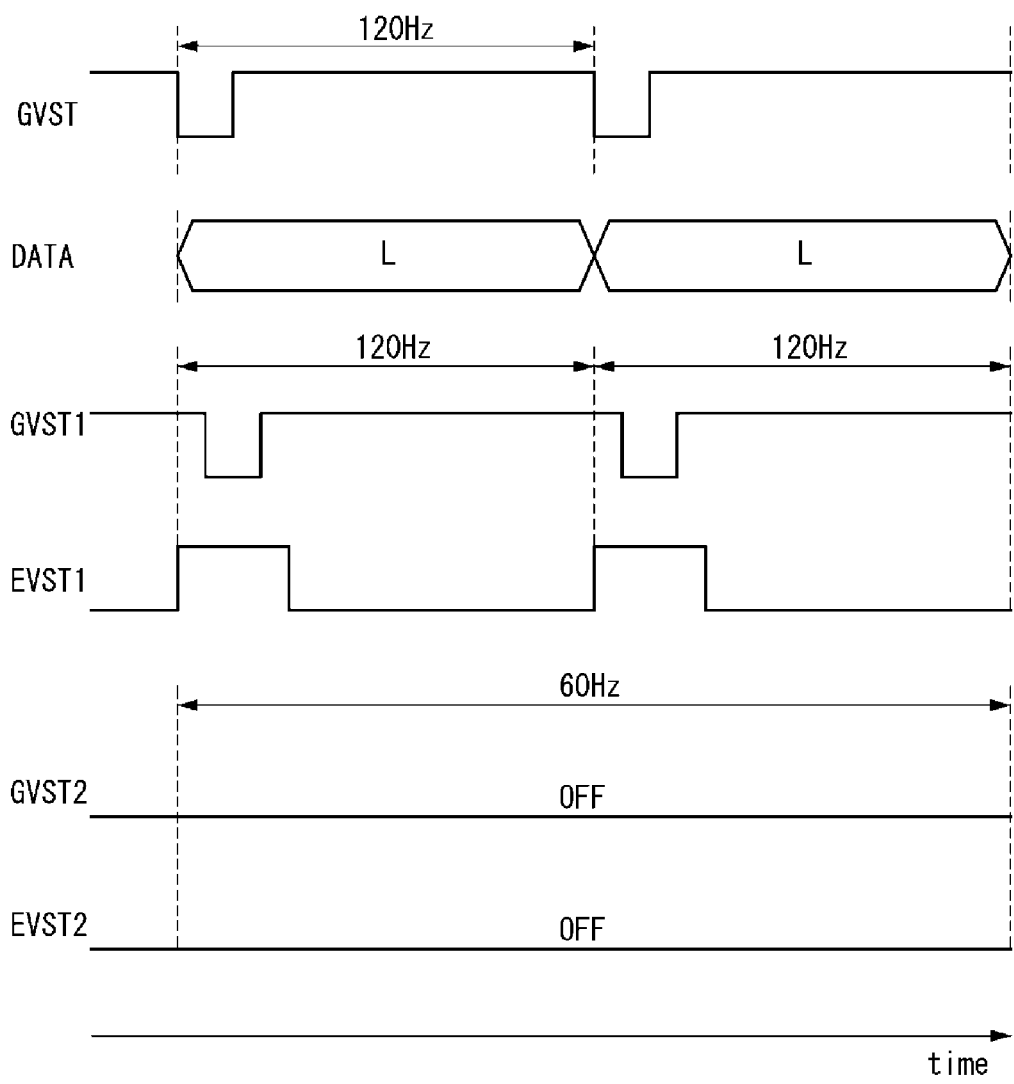 120Hz
GVST
DATA L L
120Hz 120Hz
GVST1
EVST1
60Hz
GVST2 OFF
EVST2 OFF
time